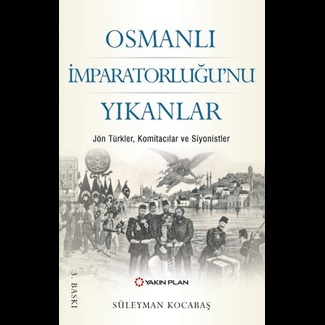 OSMANLI
İMPARATORLUĞU'NU
YIKANLAR
Jön Türkler, Komitacılar ve Siyonistler
3. BASKI
YAKIN PLAN
SÜLEYMAN KOCABAŞ